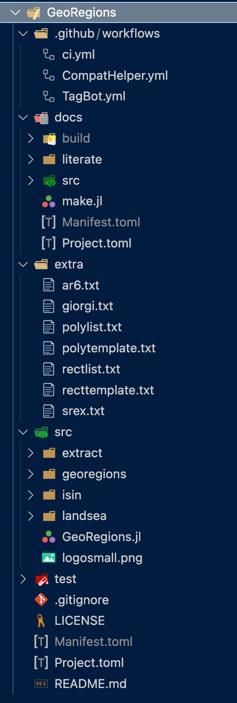 GeoRegions
.github/workflows
ci.yml
CompatHelper.yml
TagBot.yml
docs
build
literate
src
make.jl
[T] Manifest.toml
[T] Project.toml
extra
ar6.txt
giorgi.txt
polylist.txt
polytemplate.txt
rectlist.txt
recttemplate.txt
srex.txt
src
extract
georegions
isin
landsea
GeoRegions.jl
logosmall.png
test
.gitignore
LICENSE
[T] Manifest.toml
[T] Project.toml
README.md